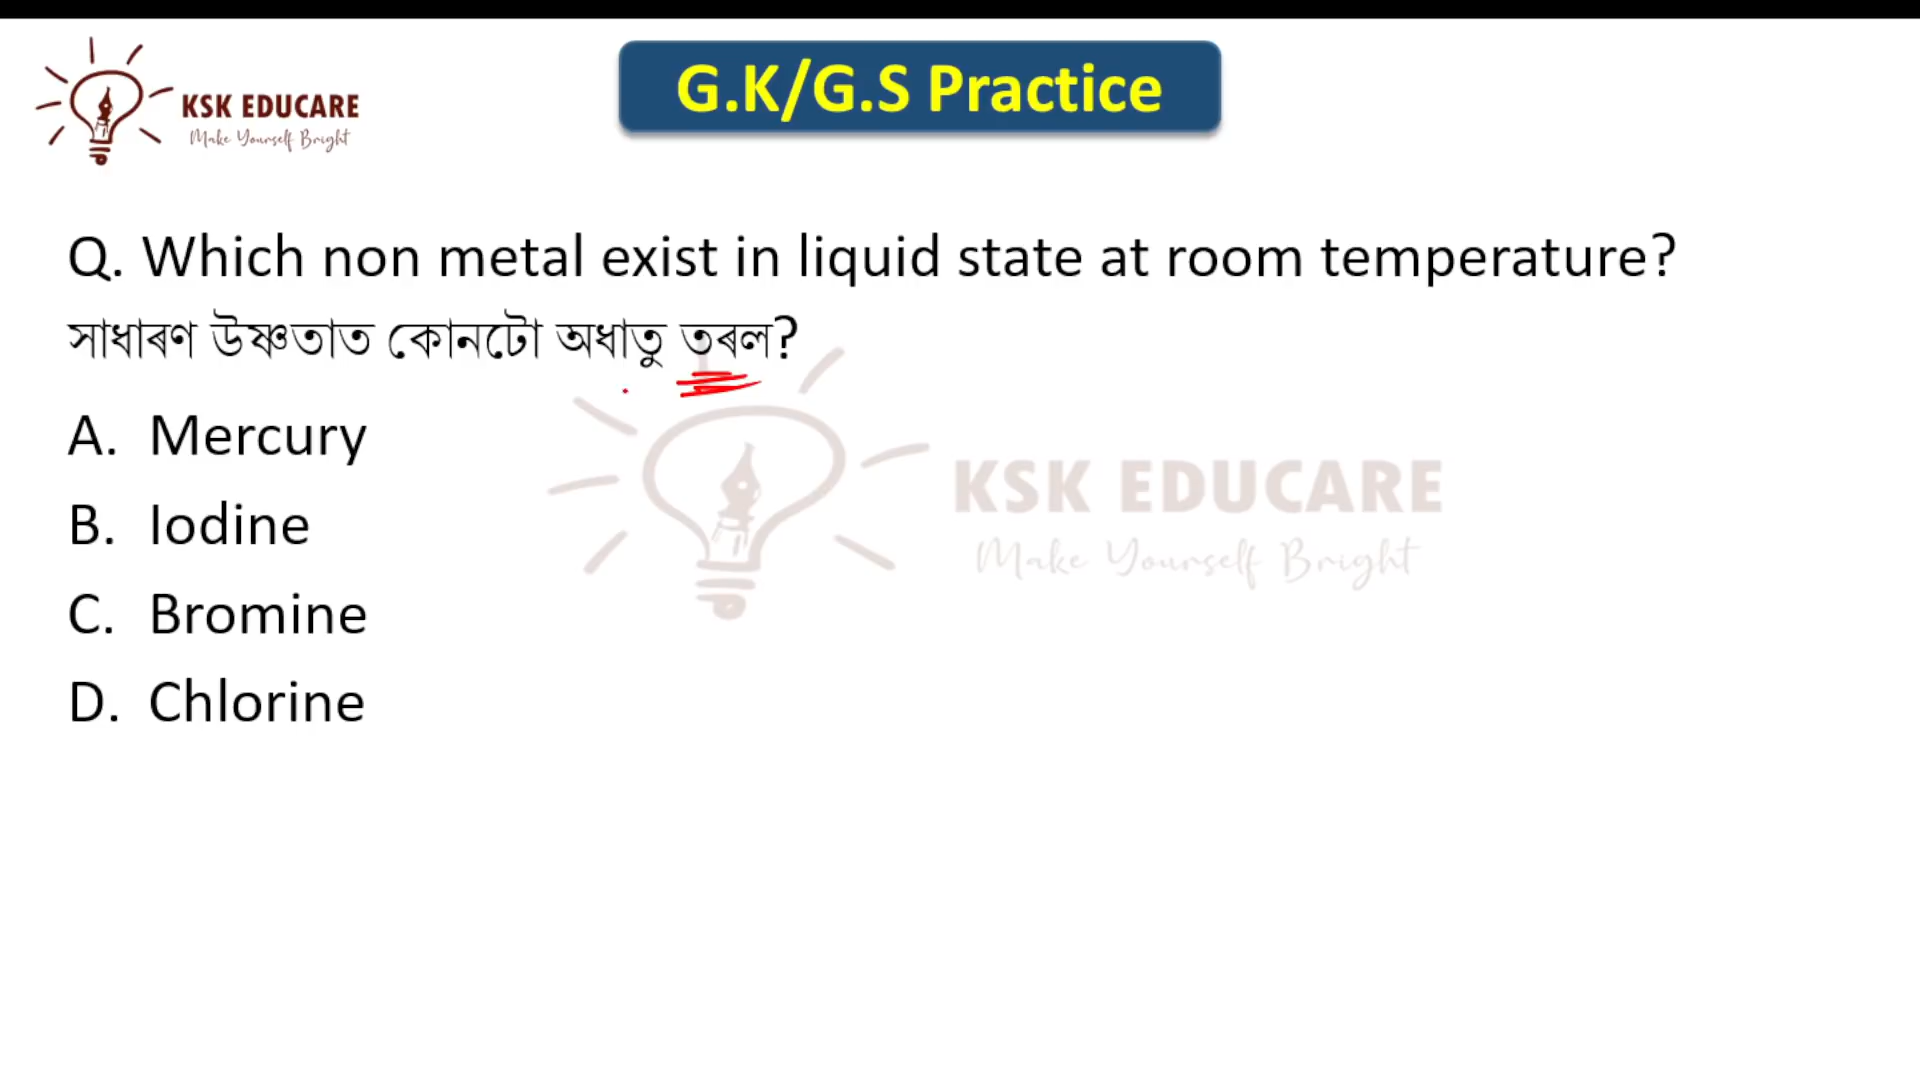 KSK EDUCARE
Make Yourself Bright
G.K/G.S Practice
Q. Which non metal exist in liquid state at room temperature?
সাধাৰণ উষ্ণতাত কোনটো অধাতু তৰল?
A. Mercury
B. Iodine
C. Bromine
D. Chlorine
KSK EDUCARE
Make Yourself Bright